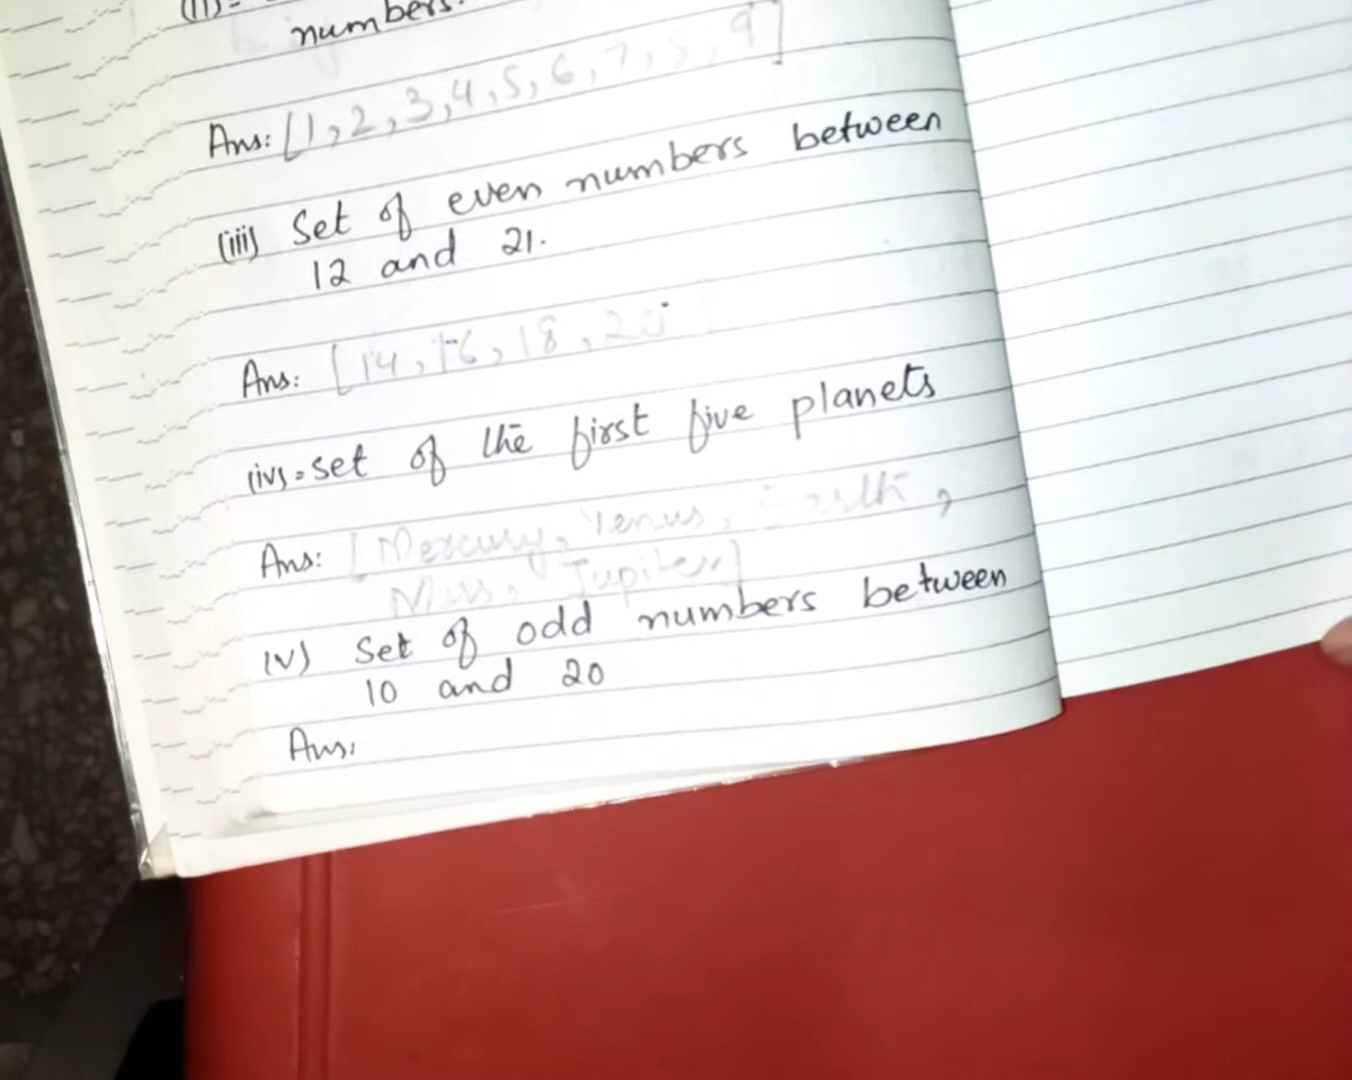 (ii)-
numbers.
Ans: [1,2,3,4,5,6,7,8,9]
(iii) Set of even numbers between
12 and 21.
Ans: [14,16,18,20]
(iv)- set of the first five planets
Ans: [Mercury, Venus, Earth,
Mars, Jupiter]
(v) Set of odd numbers between
10 and 20
Ans: